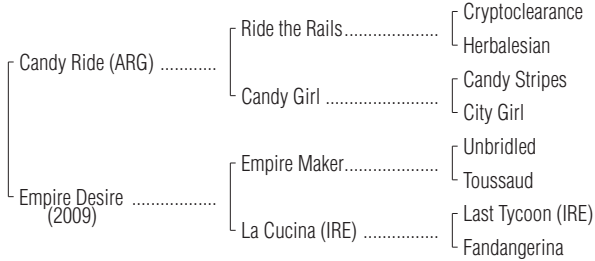 Cryptoclearance
Ride the Rails.....................
Herbalesian
Candy Ride (ARG) ............
Candy Stripes
Candy Girl .........................
City Girl
Unbridled
Empire Maker.....................
Toussaud
Empire Desire ..................
(2009)
Last Tycoon (IRE)
La Cucina (IRE) .................
Fandangerina